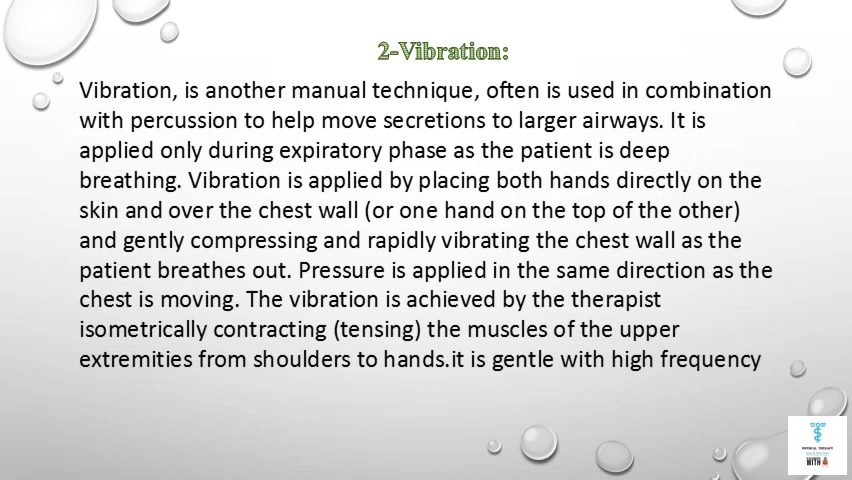 2-Vibration:
Vibration, is another manual technique, often is used in combination
with percussion to help move secretions to larger airways. It is
applied only during expiratory phase as the patient is deep
breathing. Vibration is applied by placing both hands directly on the
skin and over the chest wall (or one hand on the top of the other)
and gently compressing and rapidly vibrating the chest wall as the
patient breathes out. Pressure is applied in the same direction as the
chest is moving. The vibration is achieved by the therapist
isometrically contracting (tensing) the muscles of the upper
extremities from shoulders to hands.it is gentle with high frequency
PHYSICAL THERAPY
WITH